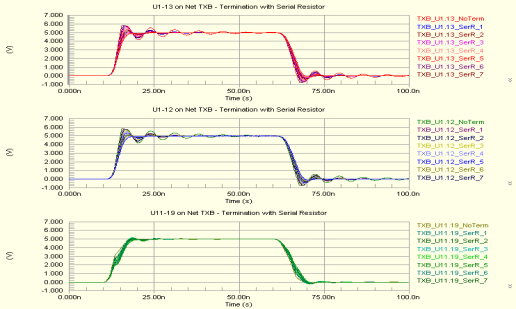 U1-13 on Net TXB - Termination with Serial Resistor
7.000
6.000
5.000
4.000
3.000
2.000
1.000
0.000
-1.000
(V)
0.000n 25.00n 50.00n 75.00n 100.0n
Time (s)
TXB_U1.13_NoTerm
TXB_U1.13_SerR_1
TXB_U1.13_SerR_2
TXB_U1.13_SerR_3
TXB_U1.13_SerR_4
TXB_U1.13_SerR_5
TXB_U1.13_SerR_6
TXB_U1.13_SerR_7
U1-12 on Net TXB - Termination with Serial Resistor
7.000
6.000
5.000
4.000
3.000
2.000
1.000
0.000
-1.000
(V)
0.000n 25.00n 50.00n 75.00n 100.0n
Time (s)
TXB_U1.12_NoTerm
TXB_U1.12_SerR_1
TXB_U1.12_SerR_2
TXB_U1.12_SerR_3
TXB_U1.12_SerR_4
TXB_U1.12_SerR_5
TXB_U1.12_SerR_6
TXB_U1.12_SerR_7
U11-19 on Net TXB - Termination with Serial Resistor
7.000
6.000
5.000
4.000
3.000
2.000
1.000
0.000
-1.000
(V)
0.000n 25.00n 50.00n 75.00n 100.0n
Time (s)
TXB_U11.19_NoTerm
TXB_U11.19_SerR_1
TXB_U11.19_SerR_2
TXB_U11.19_SerR_3
TXB_U11.19_SerR_4
TXB_U11.19_SerR_5
TXB_U11.19_SerR_6
TXB_U11.19_SerR_7